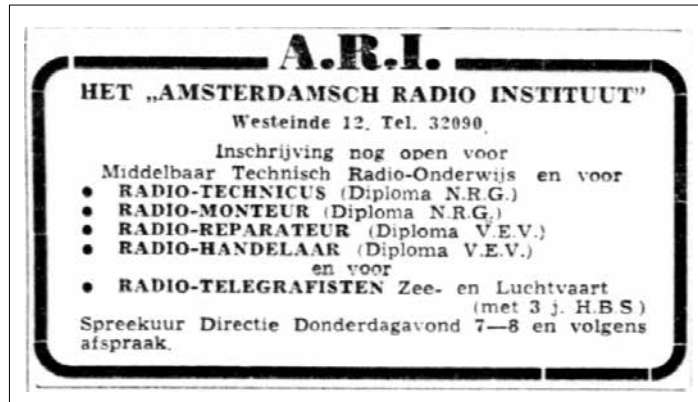 A.R.I.
HET „AMSTERDAMSCH RADIO INSTITUUT”
Westeinde 12. Tel. 32090.
Inschrijving nog open voor
Middelbaar Technisch Radio-Onderwijs en voor
● RADIO-TECHNICUS (Diploma N.R.G.)
● RADIO-MONTEUR (Diploma N.R.G.)
● RADIO-REPARATEUR (Diploma V.E.V.)
● RADIO-HANDELAAR (Diploma V.E.V.)
en voor
● RADIO-TELEGRAFISTEN Zee- en Luchtvaart
(met 3 j. H.B.S.)
Spreekuur Directie Donderdagavond 7—8 en volgens
afspraak.